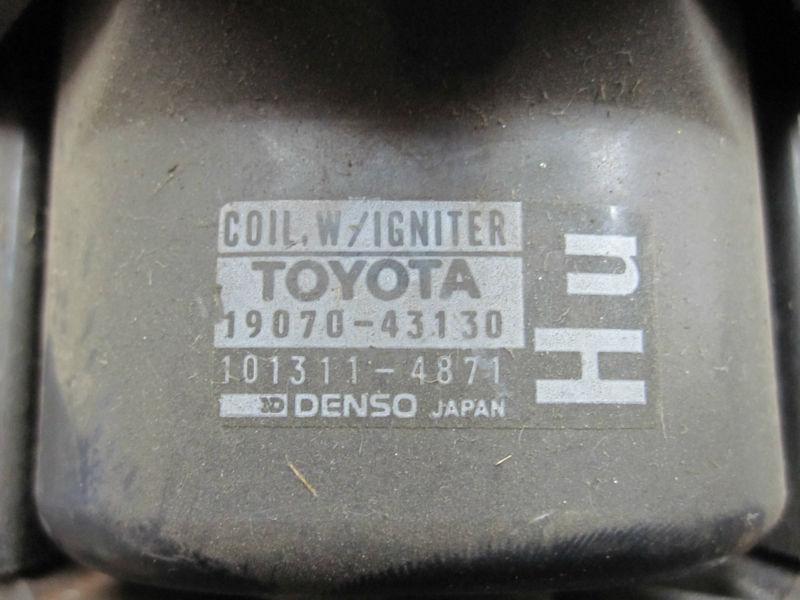 COIL, W/IGNITER
TOYOTA
19070-43130
101311-4871
DENSO JAPAN
Hn